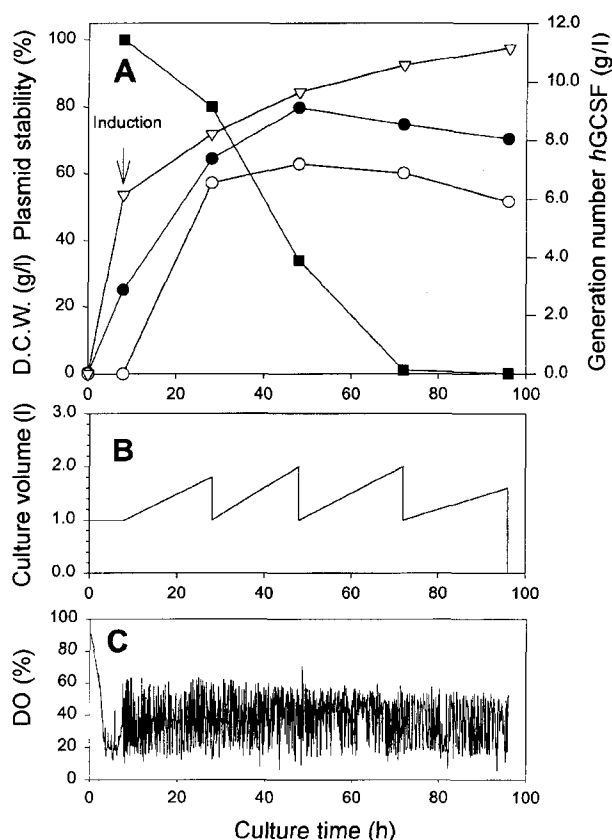 A
Induction
D.C.W. (g/l) Plasmid stability (%)
100
80
60
40
20
0
12.0
10.0
8.0
6.0
4.0
2.0
0.0
Generation number hGCSF (g/l)
0 20 40 60 80 100
B
Culture volume (l)
3.0
2.0
1.0
0.0
0 20 40 60 80 100
C
DO (%)
100
80
60
40
20
0
0 20 40 60 80 100
Culture time (h)